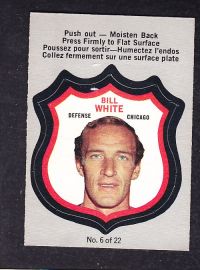 Push out — Moisten Back
Press Firmly to Flat Surface
Poussez pour sortir—Humectez l'endos
Collez fermement sur une surface plate
BILL
WHITE
DEFENSE CHICAGO
No. 6 of 22